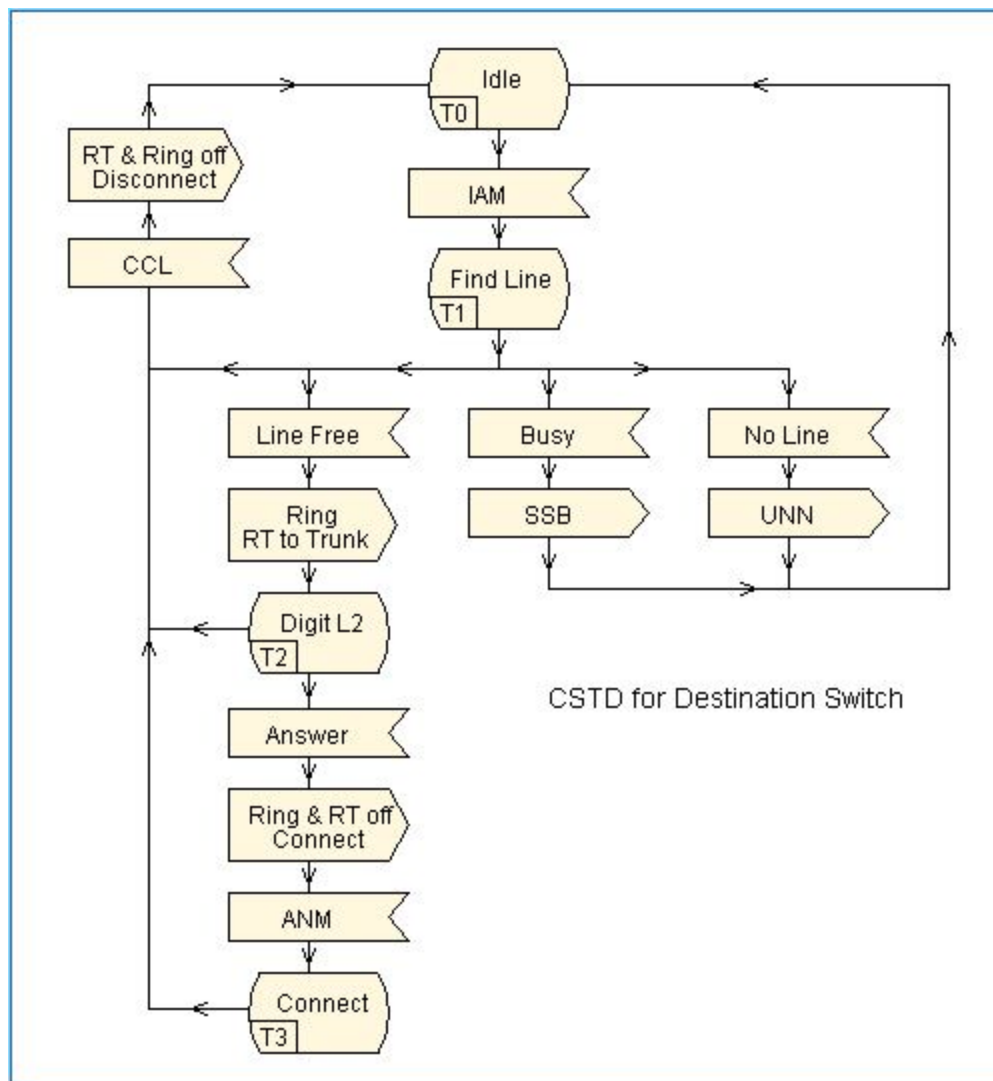 Idle
T0
RT & Ring off
Disconnect
IAM
CCL
Find Line
T1
Line Free
Busy
No Line
Ring
RT to Trunk
SSB
UNN
Digit L2
T2
CSTD for Destination Switch
Answer
Ring & RT off
Connect
ANM
Connect
T3